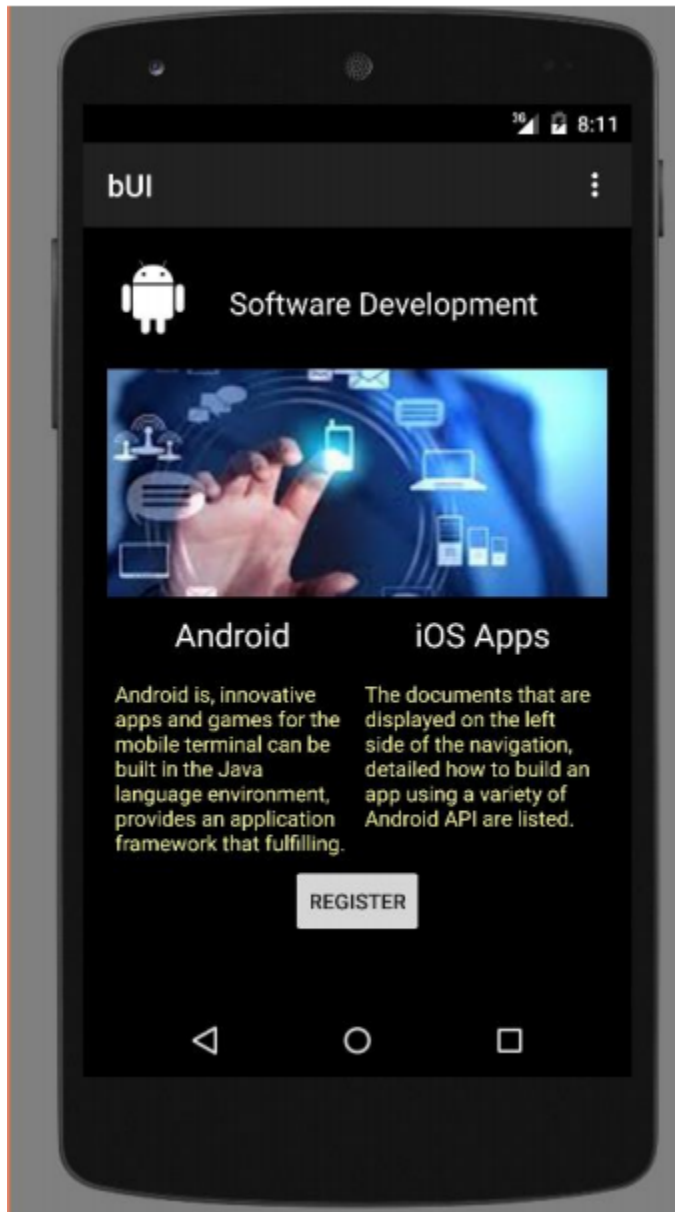 3G 8:11
bUI
Software Development
Android
iOS Apps
Android is, innovative
apps and games for the
mobile terminal can be
built in the Java
language environment,
provides an application
framework that fulfilling.
The documents that are
displayed on the left
side of the navigation,
detailed how to build an
app using a variety of
Android API are listed.
REGISTER